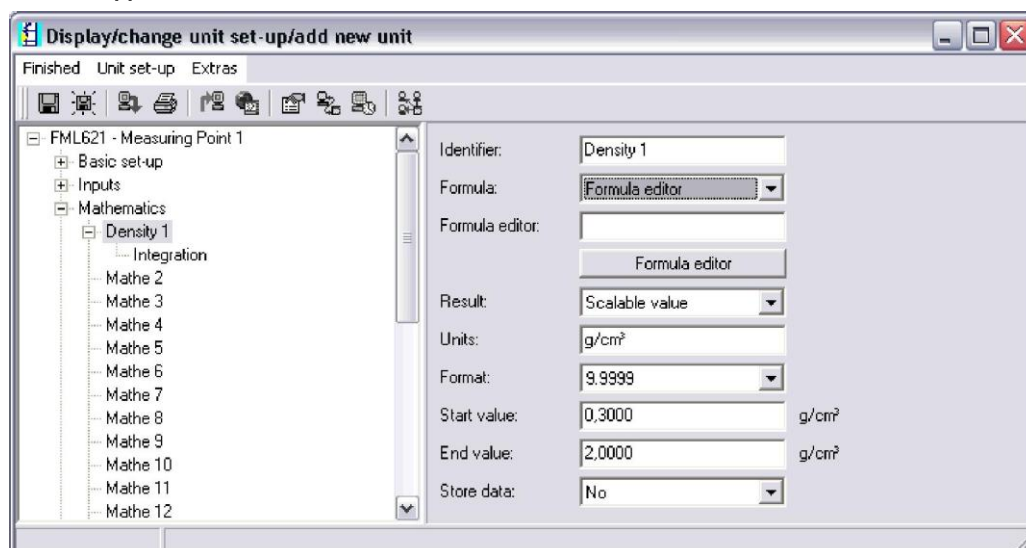 Display/change unit set-up/add new unit
Finished Unit set-up Extras
FML621 - Measuring Point 1
Basic set-up
Inputs
Mathematics
Density 1
Integration
Mathe 2
Mathe 3
Mathe 4
Mathe 5
Mathe 6
Mathe 7
Mathe 8
Mathe 9
Mathe 10
Mathe 11
Mathe 12
Identifier: Density 1
Formula: Formula editor
Formula editor:
Formula editor
Result: Scalable value
Units: g/cm³
Format: 9.9999
Start value: 0,3000 g/cm³
End value: 2,0000 g/cm³
Store data: No